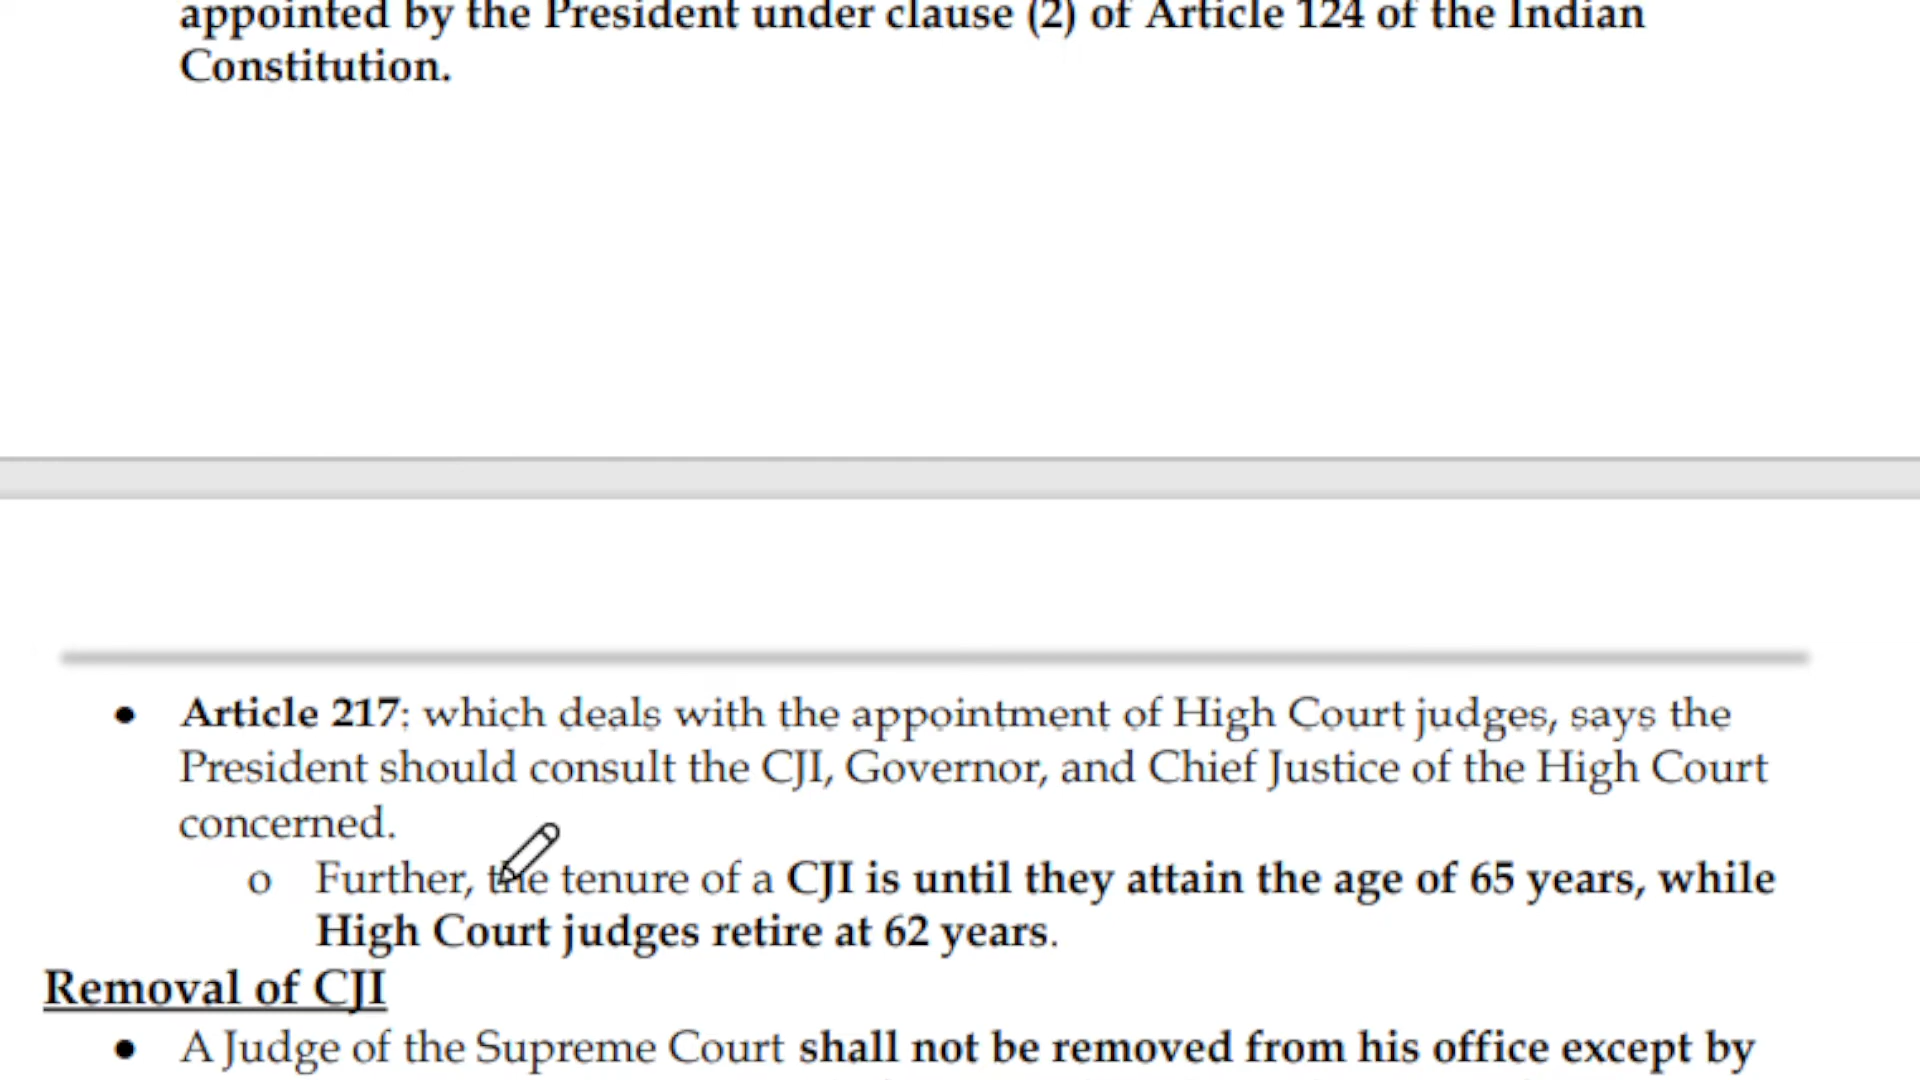 appointed by the President under clause (2) of Article 124 of the Indian
Constitution.
● Article 217: which deals with the appointment of High Court judges, says the
President should consult the CJI, Governor, and Chief Justice of the High Court
concerned.
o Further, the tenure of a CJI is until they attain the age of 65 years, while
High Court judges retire at 62 years.
Removal of CJI
● A Judge of the Supreme Court shall not be removed from his office except by